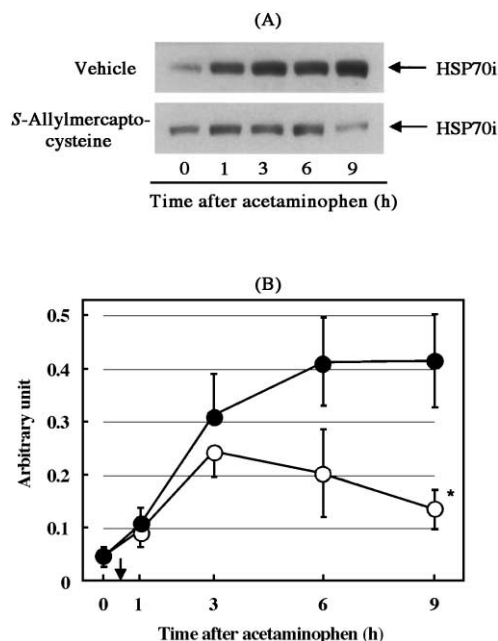 (A)
Vehicle
HSP70i
S-Allylmercapto-
cysteine
HSP70i
0 1 3 6 9
Time after acetaminophen (h)
(B)
Arbitrary unit
0.5
0.4
0.3
0.2
0.1
0
*
0 1 3 6 9
Time after acetaminophen (h)